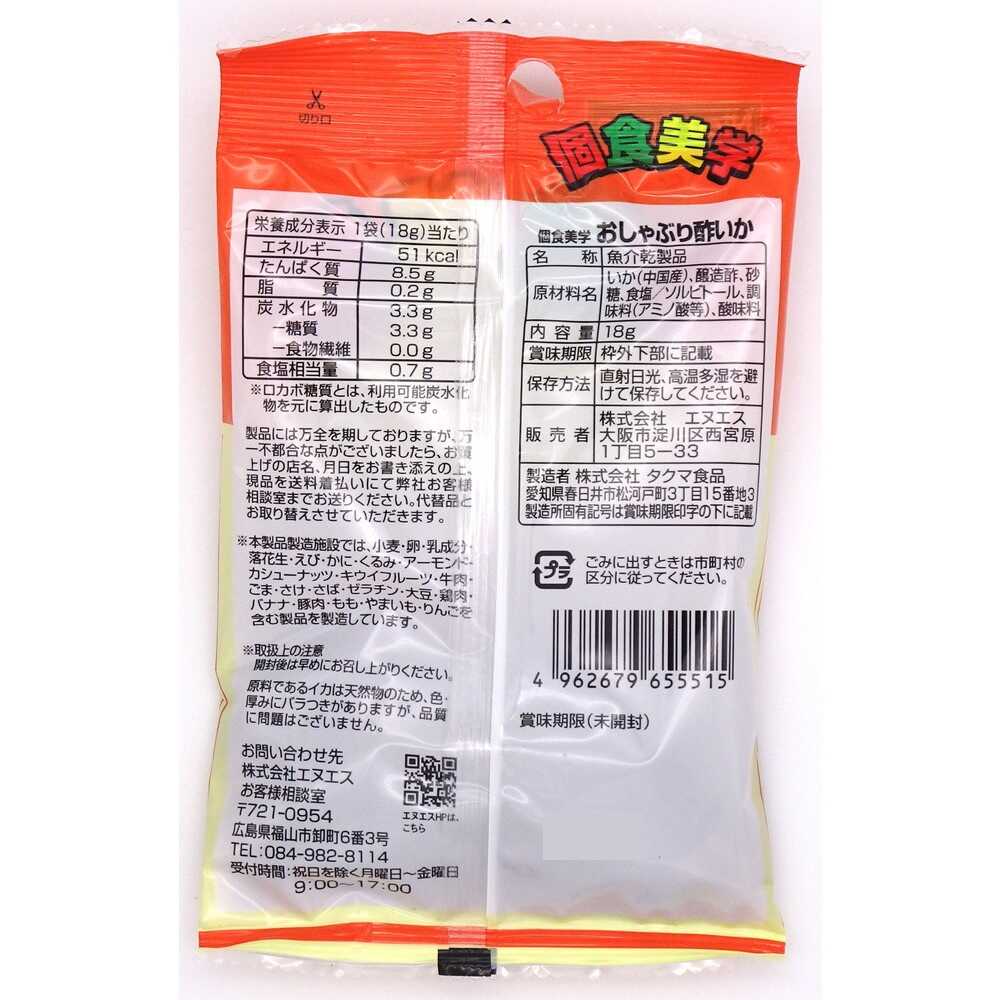 切り口
個食美学
栄養成分表示 1袋(18g)当たり
エネルギー 51kcal
たんぱく質 8.5g
脂質 0.2g
炭水化物 3.3g
―糖質 3.3g
―食物繊維 0.0g
食塩相当量 0.7g
※ロカボ糖質とは、利用可能炭水化
物を元に算出したものです。
製品には万全を期しておりますが、万
一不都合な点がございましたら、お買
上げの店名、月日をお書き添えの上、
現品を送料着払いにて弊社お客様
相談室までお送りください。代替品と
お取り替えさせていただきます。
※本製品製造施設では、小麦・卵・乳成分・
落花生・えび・かに・くるみ・アーモンド・
カシューナッツ・キウイフルーツ・牛肉・
ごま・さけ・さば・ゼラチン・大豆・鶏肉・
バナナ・豚肉・もも・やまいも・りんごを
含む製品を製造しています。
※取扱上の注意
開封後は早めにお召し上がりください。
原料であるイカは天然物のため、色・
厚みにバラつきがありますが、品質
に問題はございません。
お問い合わせ先
株式会社エヌエス
お客様相談室
〒721-0954
広島県福山市卸町6番3号
TEL:084-982-8114
受付時間:祝日を除く月曜日～金曜日
9:00～17:00
エヌエスHPは、
こちら
個食美学 おしゃぶり酢いか
名称 魚介乾製品
原材料名 いか(中国産)、醸造酢、砂
糖、食塩/ソルビトール、調
味料(アミノ酸等)、酸味料
内容量 18g
賞味期限 枠外下部に記載
保存方法 直射日光、高温多湿を避
けて保存してください。
販売者 株式会社 エヌエス
大阪市淀川区西宮原
1丁目5-33
製造者 株式会社 タクマ食品
愛知県春日井市松河戸町3丁目15番地3
製造所固有記号は賞味期限印字の下に記載
プラ
ごみに出すときは市町村の
区分に従ってください。
4 962679 655515
賞味期限(未開封)